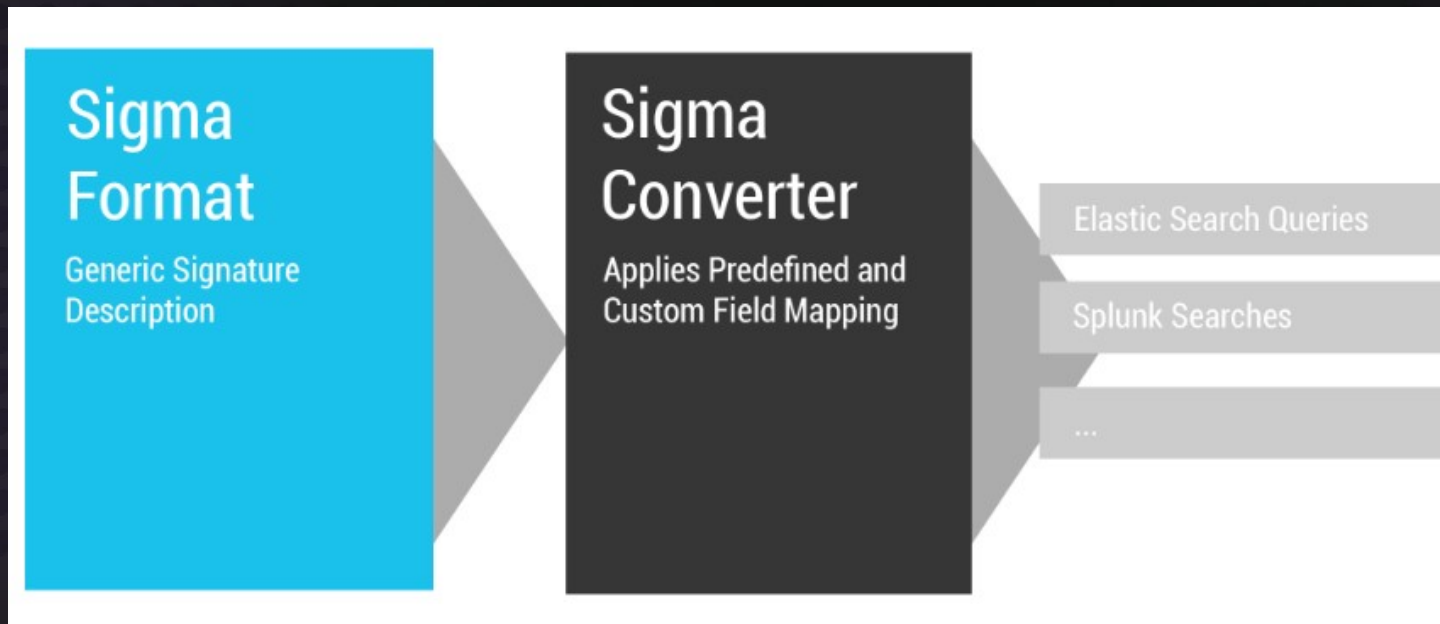 Sigma
Format
Generic Signature
Description
Sigma
Converter
Applies Predefined and
Custom Field Mapping
Elastic Search Queries
Splunk Searches
...